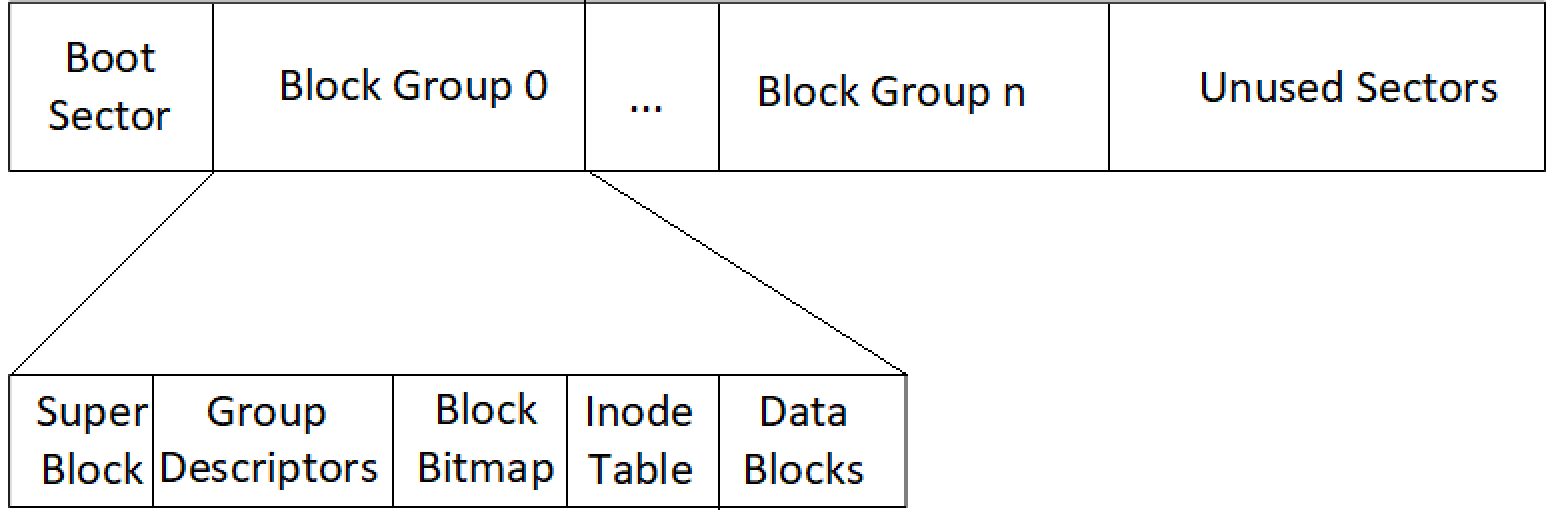 Boot
Sector
Block Group 0
...
Block Group n
Unused Sectors
Super
Block
Group
Descriptors
Block
Bitmap
Inode
Table
Data
Blocks